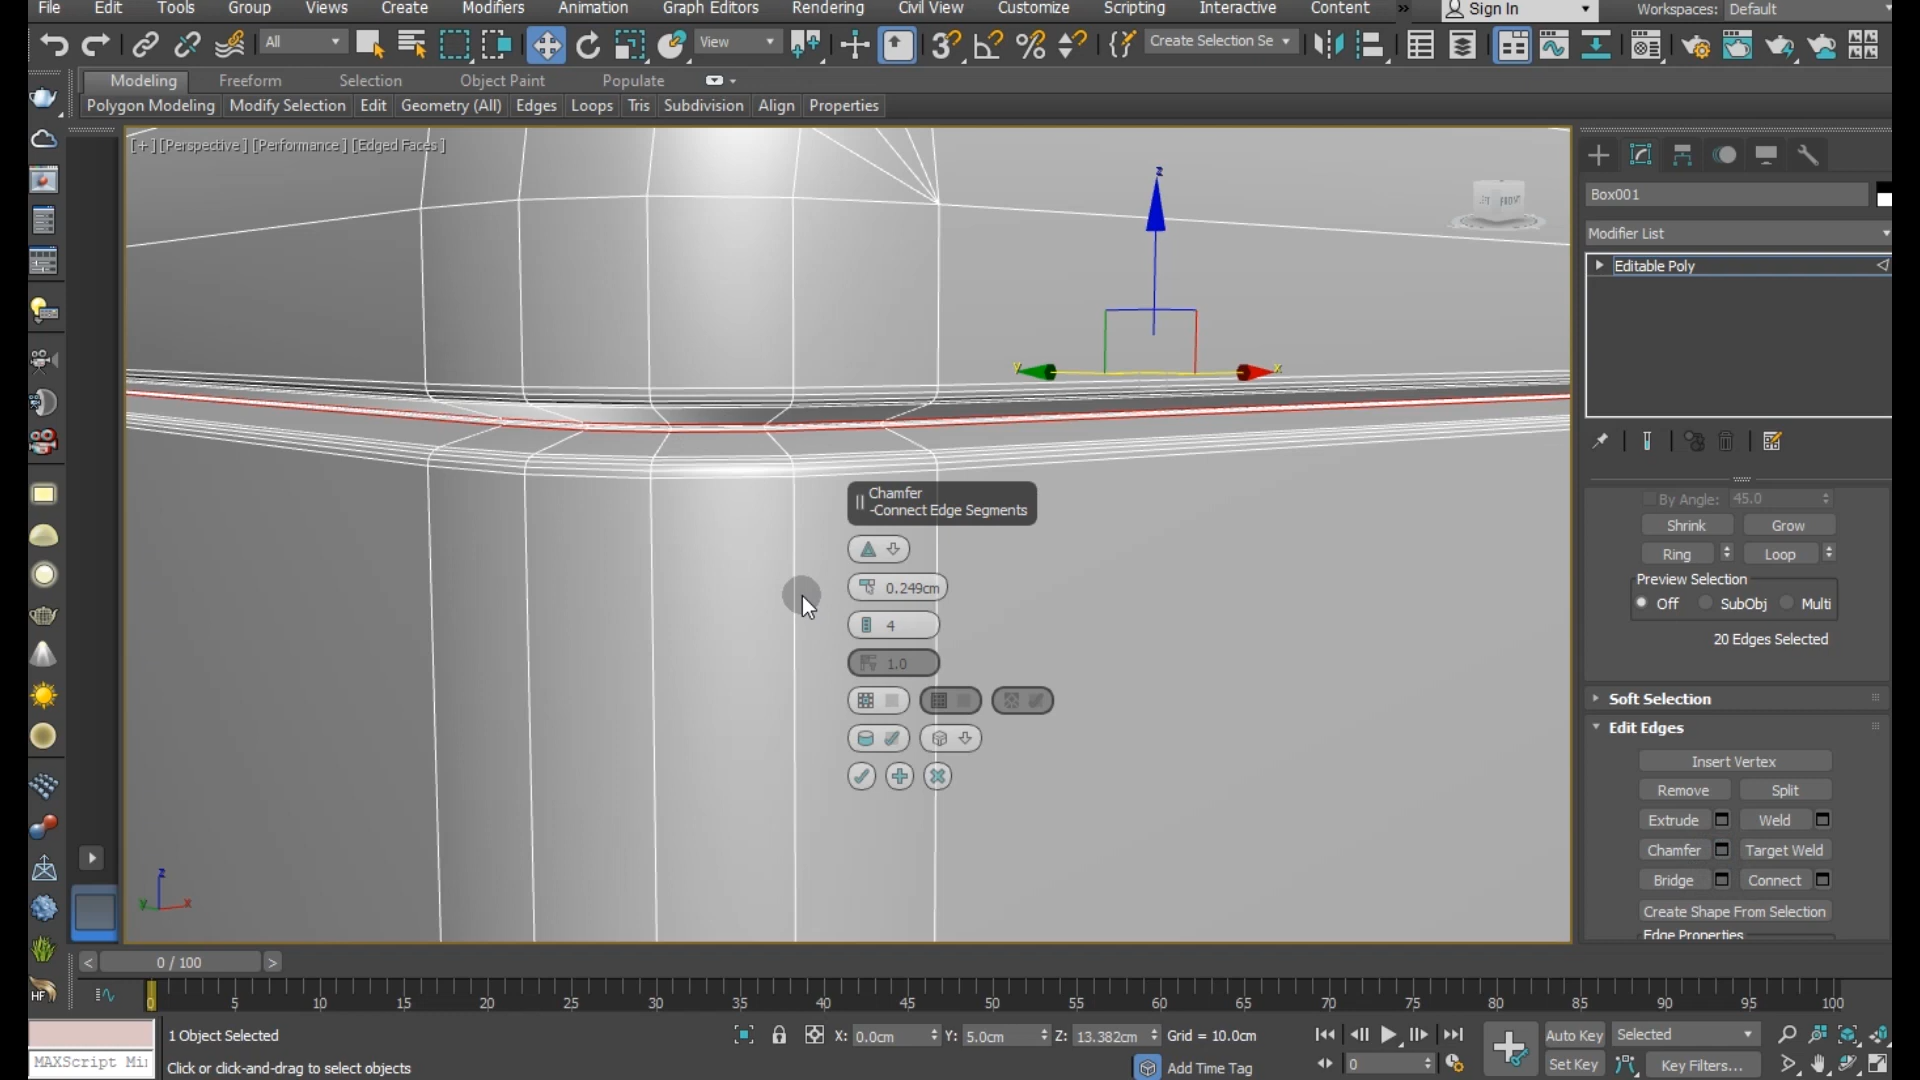 File Edit Tools Group Views Create Modifiers Animation Graph Editors Rendering Civil View Customize Scripting Interactive Content » Sign In Workspaces: Default
All View Create Selection Se
Modeling Freeform Selection Object Paint Populate
Polygon Modeling Modify Selection Edit Geometry (All) Edges Loops Tris Subdivision Align Properties
[+] [Perspective] [Performance] [Edged Faces]
z
FRONT
y x
Box001
Modifier List
Editable Poly
By Angle: 45.0
Shrink Grow
Ring Loop
Preview Selection
Off SubObj Multi
20 Edges Selected
Soft Selection
Edit Edges
Insert Vertex
Remove Split
Extrude Weld
Chamfer Target Weld
Bridge Connect
Create Shape From Selection
Edge Properties
Chamfer
-Connect Edge Segments
0.249cm
4
1.0
z
y x
HF
< 0 / 100 >
0 5 10 15 20 25 30 35 40 45 50 55 60 65 70 75 80 85 90 95 100
1 Object Selected X: 0.0cm Y: 5.0cm Z: 13.382cm Grid = 10.0cm Auto Key Selected
MAXScript Mi Click or click-and-drag to select objects Add Time Tag 0 Set Key Key Filters...